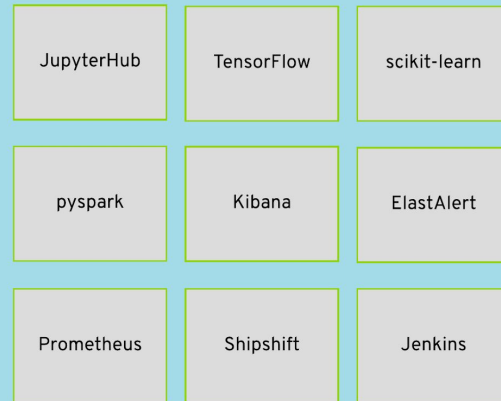 JupyterHub
TensorFlow
scikit-learn
pyspark
Kibana
ElastAlert
Prometheus
Shipshift
Jenkins